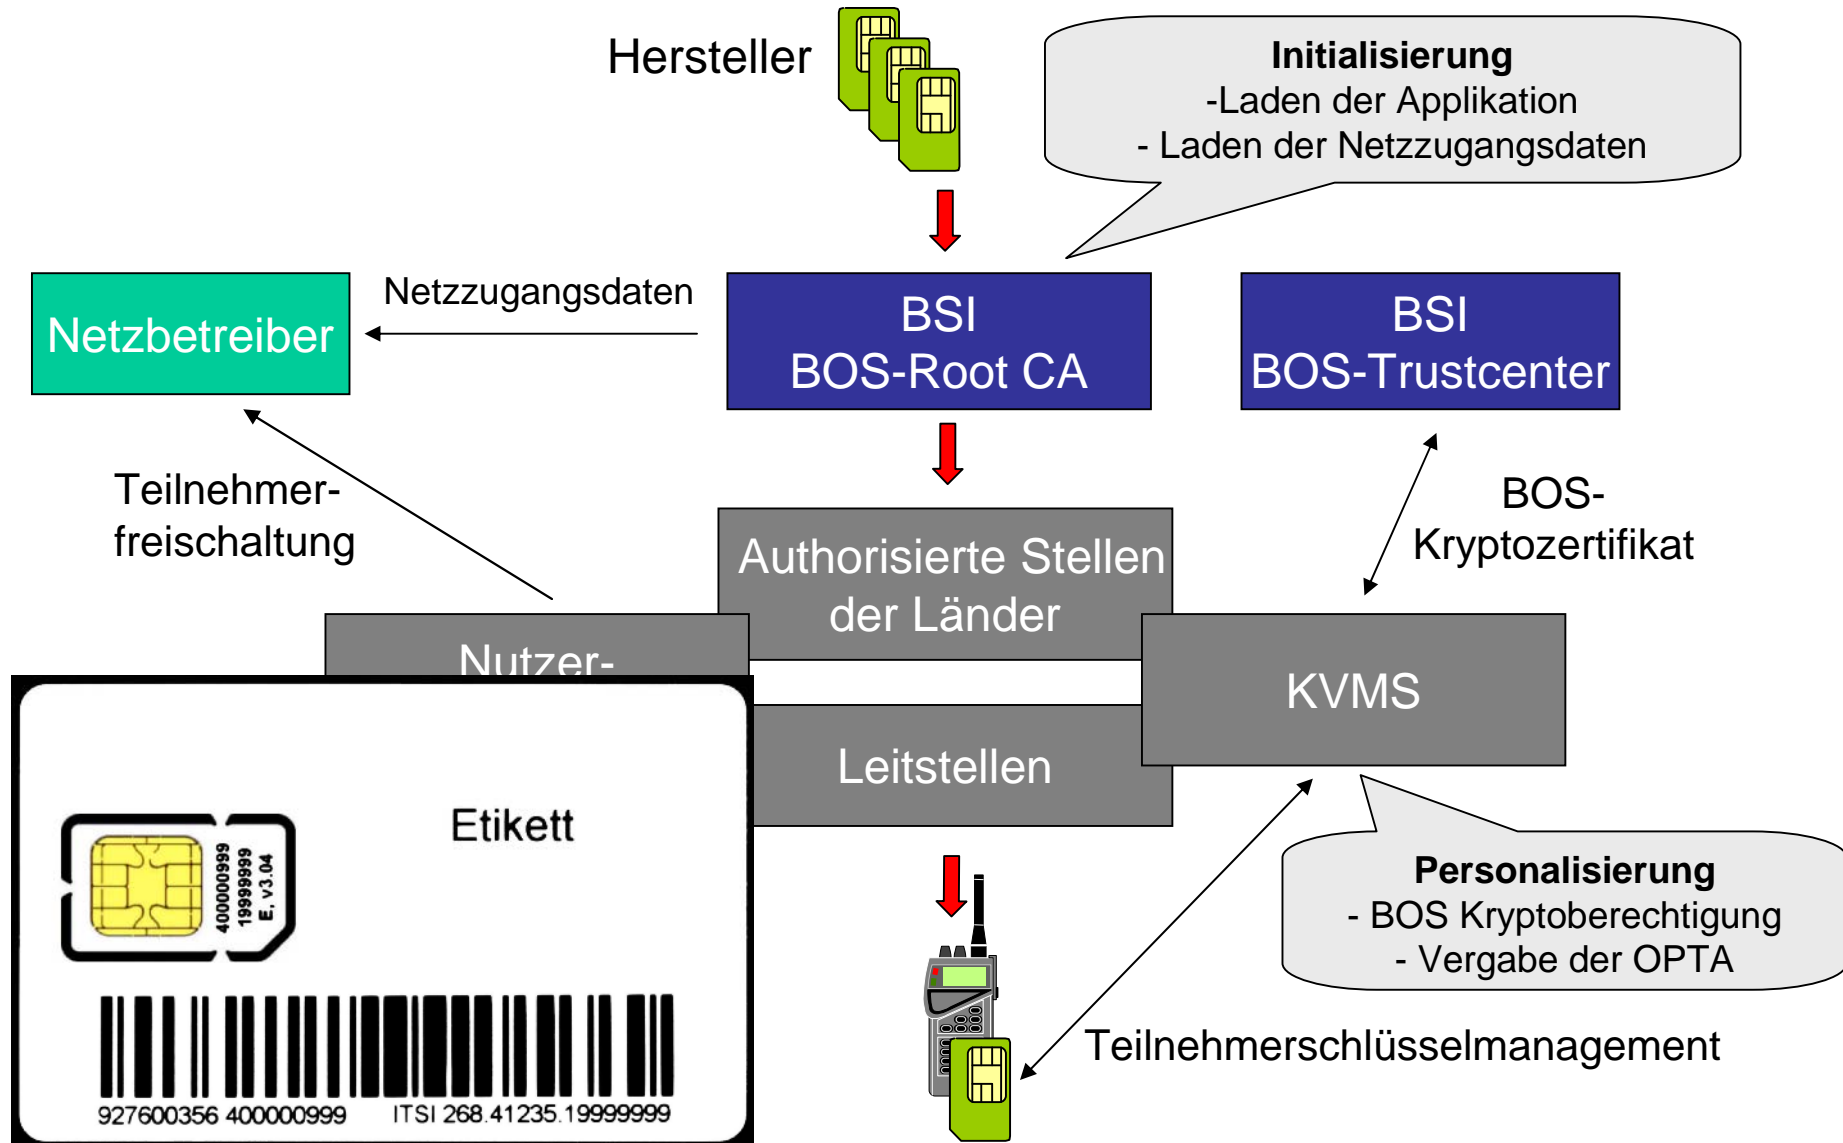 Hersteller
Initialisierung
-Laden der Applikation
- Laden der Netzzugangsdaten
Netzbetreiber
Netzzugangsdaten
BSI
BOS-Root CA
BSI
BOS-Trustcenter
Teilnehmer-
freischaltung
BOS-
Kryptozertifikat
Authorisierte Stellen
der Länder
Nutzer-
KVMS
Leitstellen
Etikett
400000999
19999999
E, v3.04
927600356 400000999 ITSI 268.41235.19999999
Personalisierung
- BOS Kryptoberechtigung
- Vergabe der OPTA
Teilnehmerschlüsselmanagement